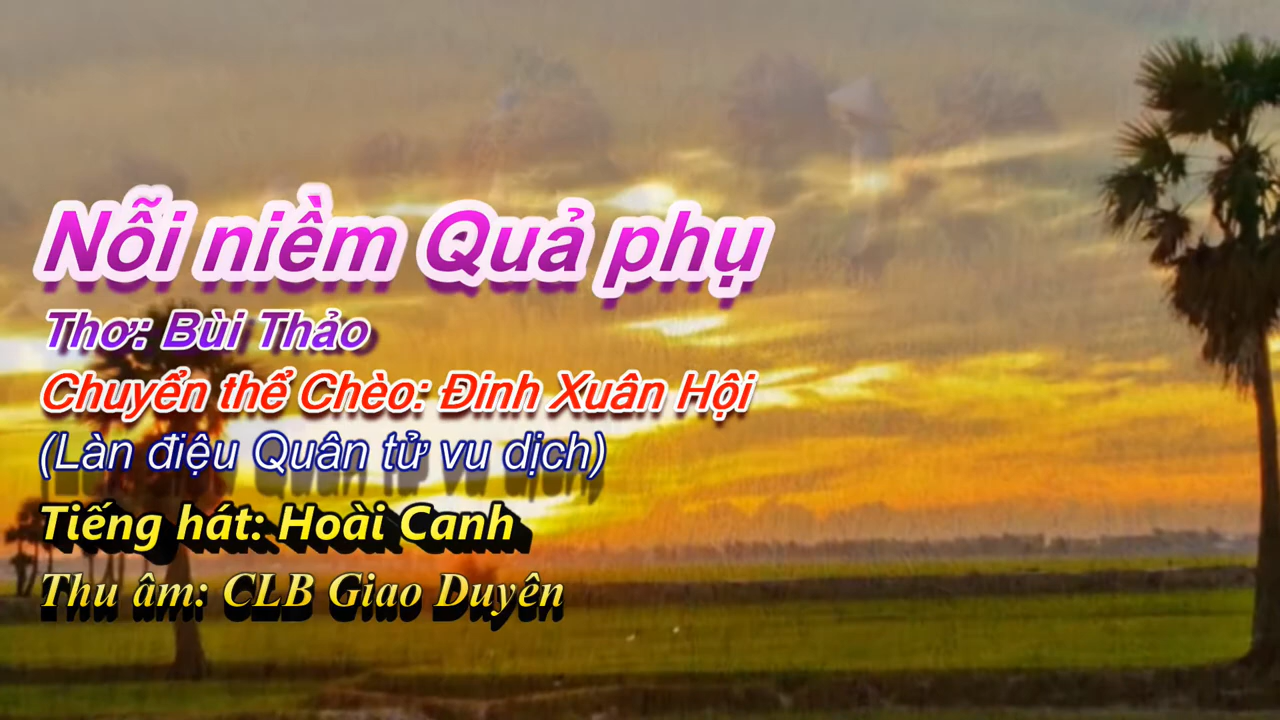 Nỗi niềm Quả phụ
Thơ: Bùi Thảo
Chuyển thể Chèo: Đinh Xuân Hội
(Làn điệu Quân tử vu dịch)
Tiếng hát: Hoài Canh
Thu âm: CLB Giao Duyên